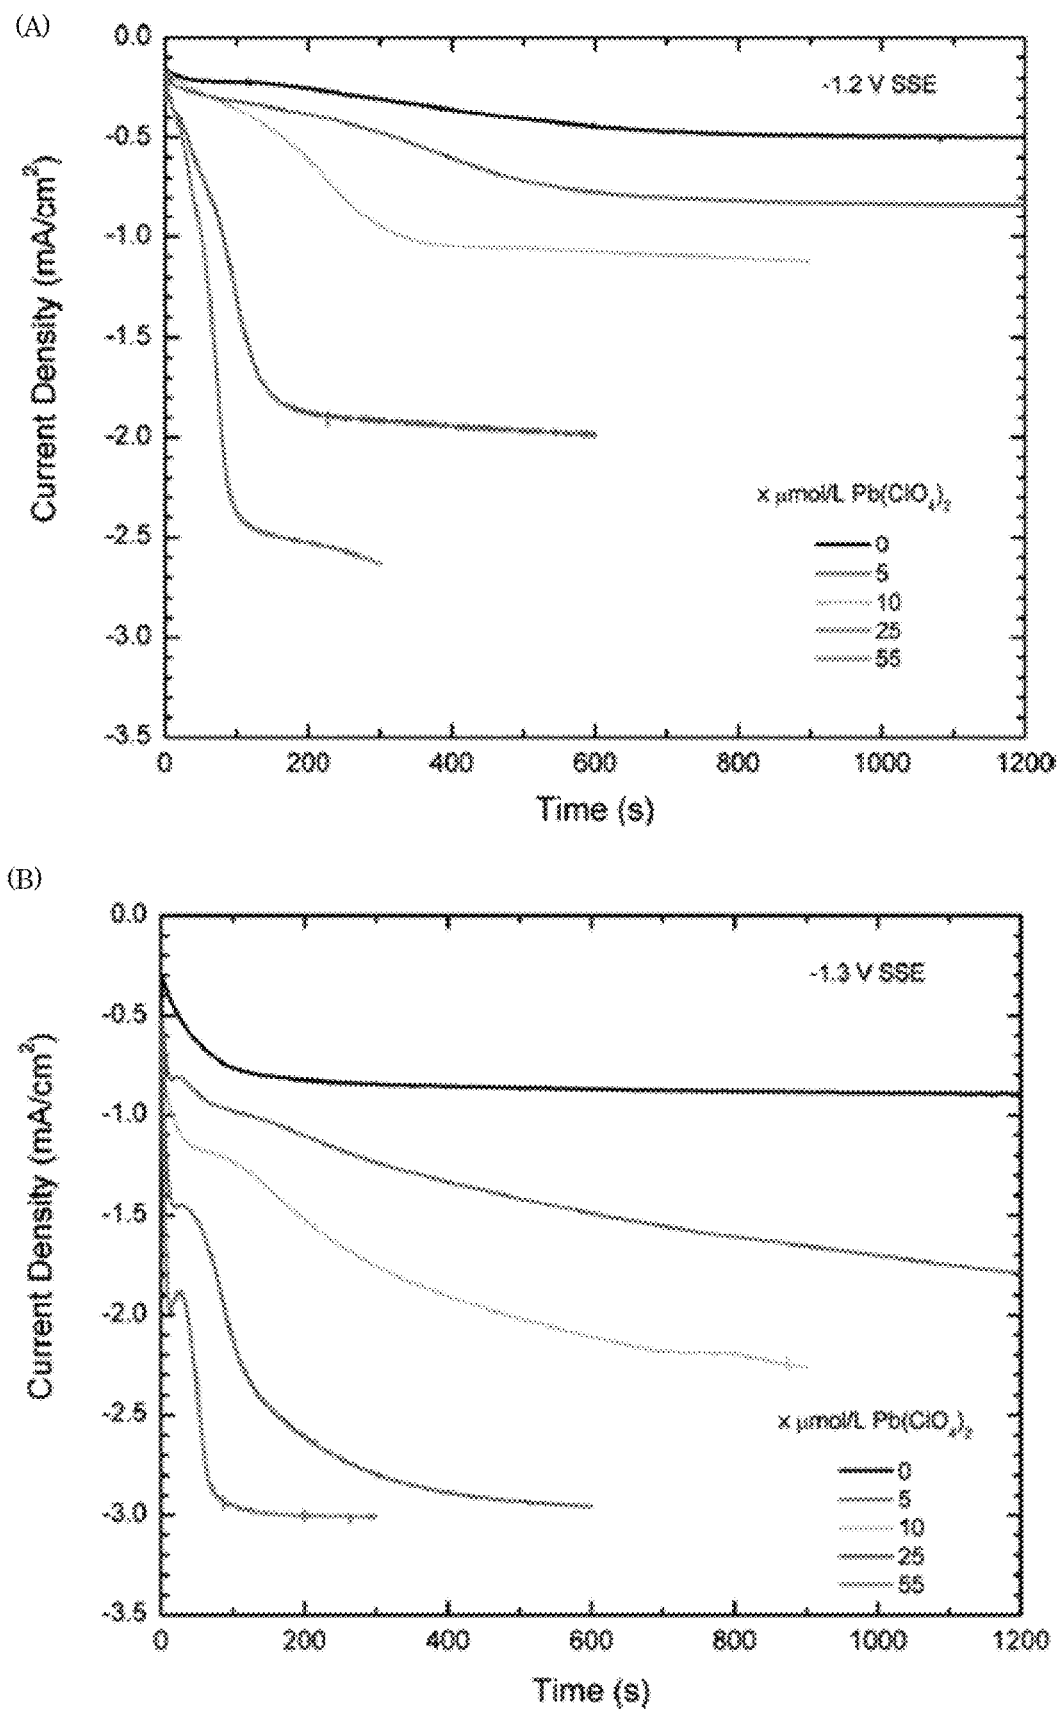 (A)
0.0
-0.5
-1.0
-1.5
-2.0
-2.5
-3.0
-3.5
Current Density (mA/cm²)
-1.2 V SSE
x μmol/L Pb(ClO₄)₂
0
5
10
25
55
0 200 400 600 800 1000 1200
Time (s)
(B)
0.0
-0.5
-1.0
-1.5
-2.0
-2.5
-3.0
-3.5
Current Density (mA/cm²)
-1.3 V SSE
x μmol/L Pb(ClO₄)₂
0
5
10
25
55
0 200 400 600 800 1000 1200
Time (s)